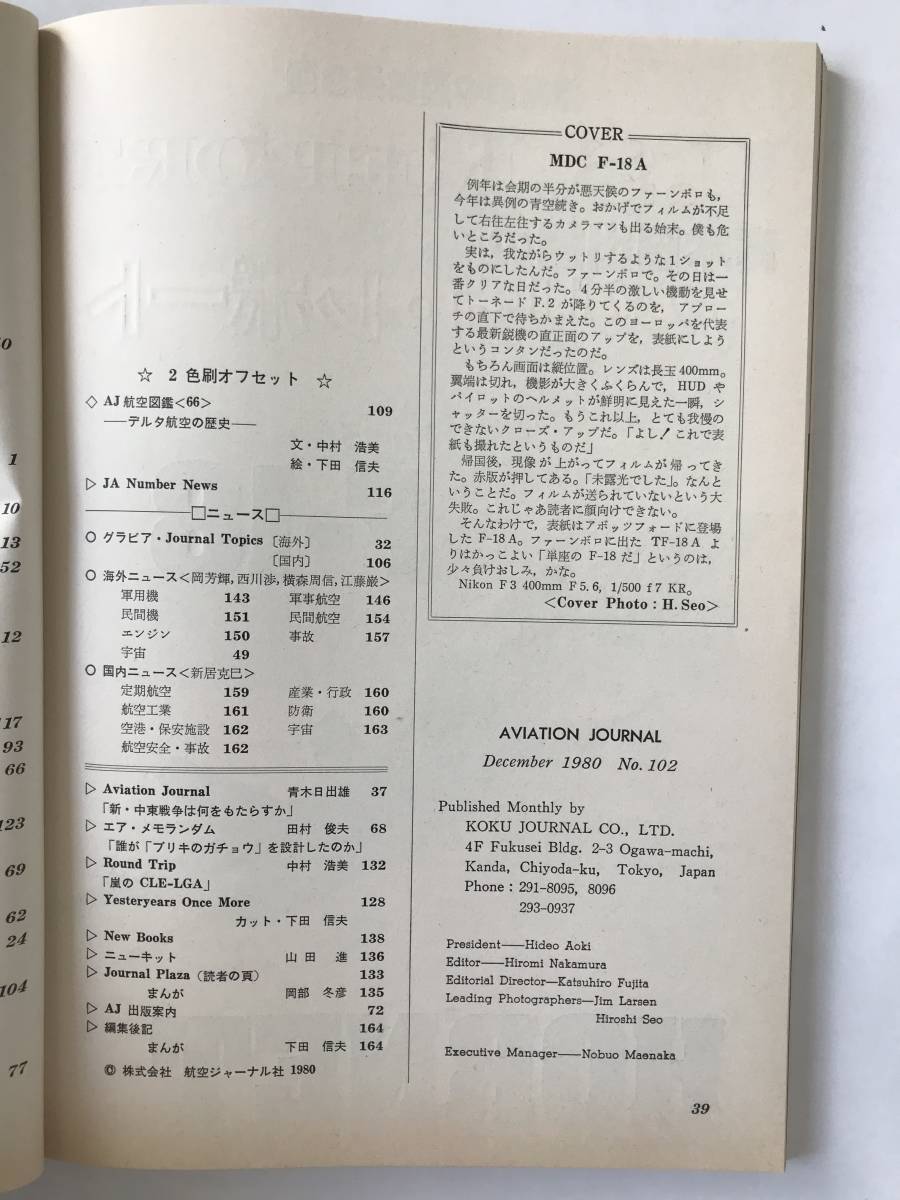 ☆ 2 色刷オフセット ☆
◇ AJ 航空図鑑<66> 109
──デルタ航空の歴史──
文・中村 浩美
絵・下田 信夫
▷ JA Number News 116
□ニュース□
○ グラビア・Journal Topics〔海外〕 32
〔国内〕 106
○ 海外ニュース<岡芳輝, 西川渉, 横森周信, 江藤巌>
軍用機 143 軍事航空 146
民間機 151 民間航空 154
エンジン 150 事故 157
宇宙 49
○ 国内ニュース<新居克巳>
定期航空 159 産業・行政 160
航空工業 161 防衛 160
空港・保安施設 162 宇宙 163
航空安全・事故 162
▷ Aviation Journal 青木日出雄 37
「新・中東戦争は何をもたらすか」
▷ エア・メモランダム 田村 俊夫 68
「誰が「ブリキのガチョウ」を設計したのか」
▷ Round Trip 中村 浩美 132
「嵐の CLE-LGA」
▷ Yesteryears Once More 128
カット・下田 信夫
▷ New Books 138
▷ ニューキット 山田 進 136
▷ Journal Plaza (読者の頁) 133
まんが 岡部 冬彦 135
▷ AJ 出版案内 72
▷ 編集後記 164
まんが 下田 信夫 164
© 株式会社 航空ジャーナル社 1980
COVER
MDC F-18A
例年は会期の半分が悪天候のファーンボロも,
今年は異例の青空続き。おかげでフィルムが不足
して右往左往するカメラマンも出る始末。僕も危
いところだった。
実は, 我ながらウットリするような1ショット
をものにしたんだ。ファーンボロで。その日は一
番クリアな日だった。4分半の激しい機動を見せ
てトーネード F.2 が降りてくるのを, アプロー
チの直下で待ちかまえた。このヨーロッパを代表
する最新鋭機の直正面のアップを, 表紙にしよう
というコンタンだったのだ。
もちろん画面は縦位置。レンズは長玉400mm。
翼端は切れ, 機影が大きくふくらんで, HUD や
パイロットのヘルメットが鮮明に見えた一瞬, シ
ャッターを切った。もうこれ以上, とても我慢の
できないクローズ・アップだ。「よし! これで表
紙も撮れたというものだ」
帰国後, 現像が上がってフィルムが帰ってき
た。赤版が押してある。「未露光でした」。なんと
いうことだ。フィルムが送られていないという大
失敗。これじゃあ読者に顔向けできない。
そんなわけで, 表紙はアボッツフォードに登場
した F-18A。ファーンボロに出た TF-18A よ
りはかっこよい「単座の F-18 だ」というのは,
少々負けおしみ, かな。
Nikon F3 400mm F5.6, 1/500 f7 KR。
<Cover Photo : H. Seo>
AVIATION JOURNAL
December 1980 No. 102
Published Monthly by
KOKU JOURNAL CO., LTD.
4F Fukusei Bldg. 2-3 Ogawa-machi,
Kanda, Chiyoda-ku, Tokyo, Japan
Phone : 291-8095, 8096
293-0937
President──Hideo Aoki
Editor──Hiromi Nakamura
Editorial Director──Katsuhiro Fujita
Leading Photographers──Jim Larsen
Hiroshi Seo
Executive Manager──Nobuo Maenaka
39
1
10
13
52
12
117
93
66
123
69
62
24
104
77